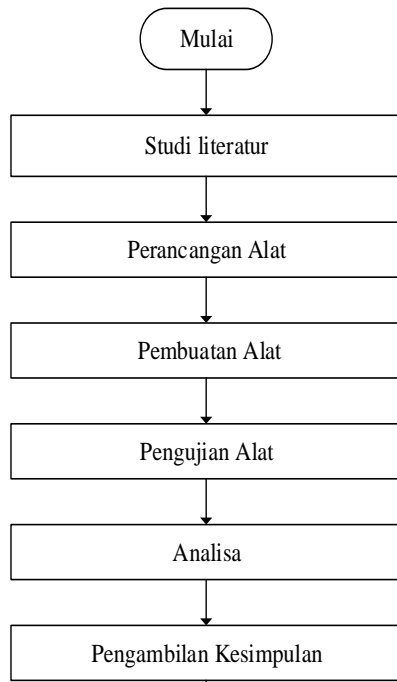 Mulai
Studi literatur
Perancangan Alat
Pembuatan Alat
Pengujian Alat
Analisa
Pengambilan Kesimpulan